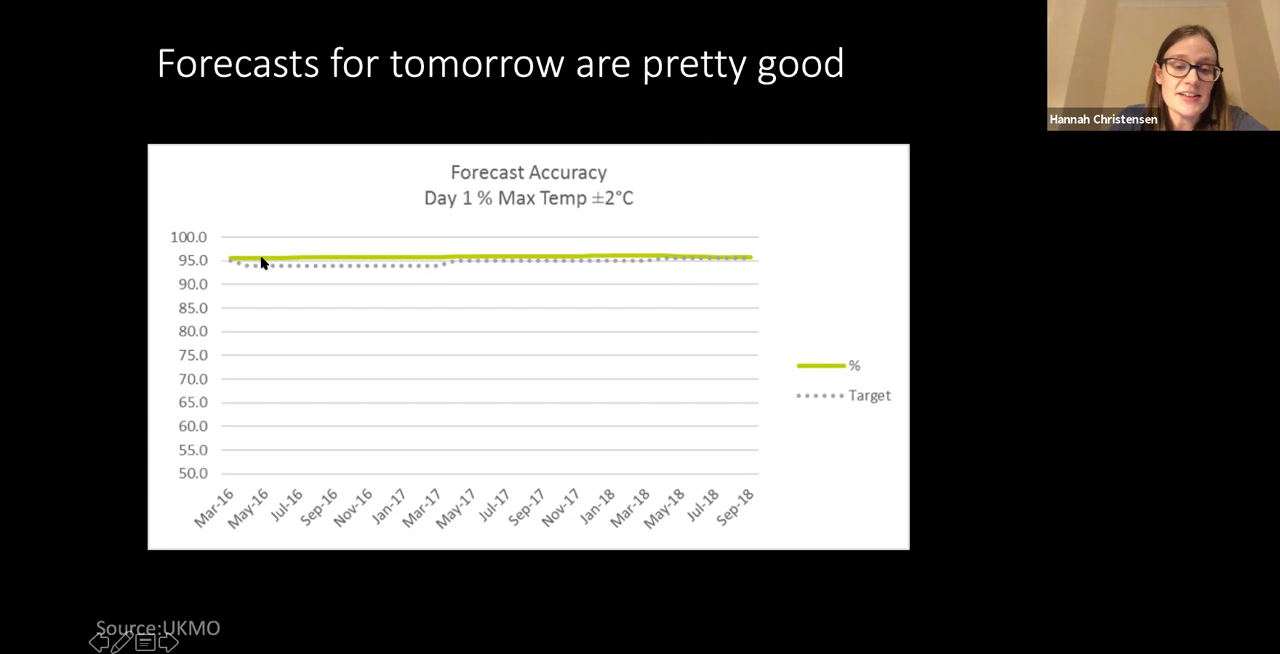 Forecasts for tomorrow are pretty good
Hannah Christensen
Forecast Accuracy
Day 1 % Max Temp ±2°C
100.0
95.0
90.0
85.0
80.0
75.0
70.0
65.0
60.0
55.0
50.0
Mar-16
May-16
Jul-16
Sep-16
Nov-16
Jan-17
Mar-17
May-17
Jul-17
Sep-17
Nov-17
Jan-18
Mar-18
May-18
Jul-18
Sep-18
%
Target
Source:UKMO